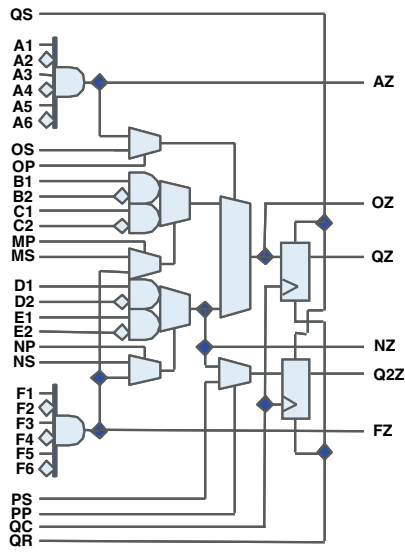 QS
A1
A2
A3
A4
A5
A6
AZ
OS
OP
B1
B2
C1
C2
MP
MS
OZ
QZ
D1
D2
E1
E2
NP
NS
NZ
Q2Z
F1
F2
F3
F4
F5
F6
FZ
PS
PP
QC
QR